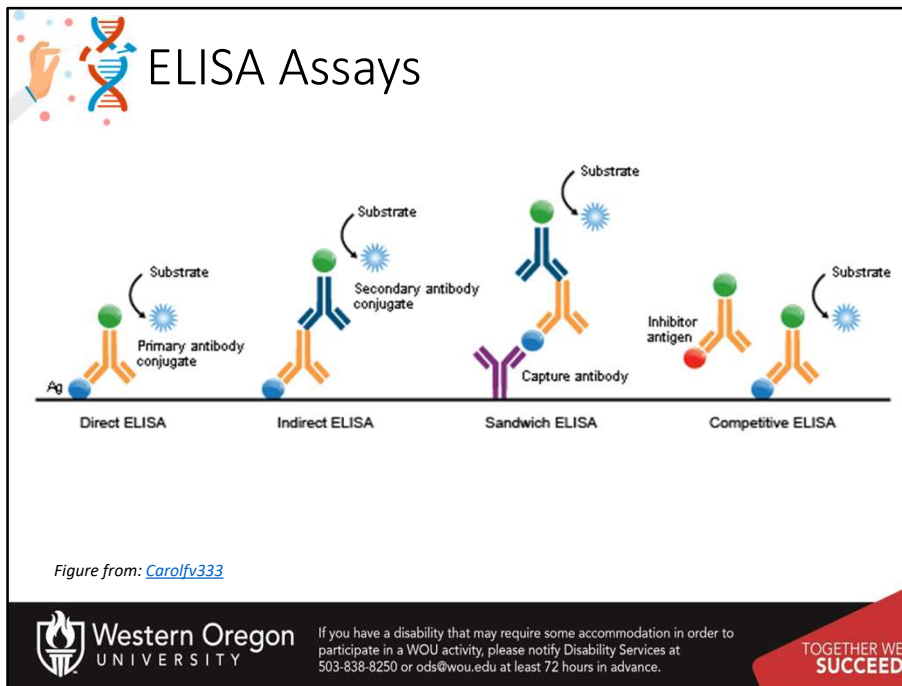 ELISA Assays
Substrate
Primary antibody
conjugate
Ag
Direct ELISA
Substrate
Secondary antibody
conjugate
Indirect ELISA
Substrate
Capture antibody
Sandwich ELISA
Inhibitor
antigen
Substrate
Competitive ELISA
Figure from: Carolfv333
Western Oregon
UNIVERSITY
If you have a disability that may require some accommodation in order to
participate in a WOU activity, please notify Disability Services at
503-838-8250 or ods@wou.edu at least 72 hours in advance.
TOGETHER WE
SUCCEED